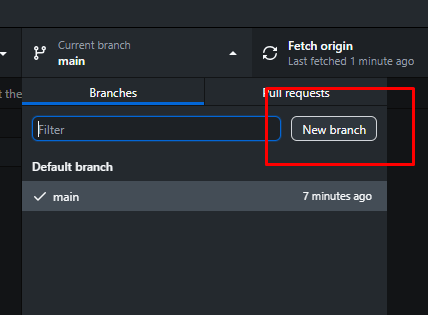 Current branch
main
Fetch origin
Last fetched 1 minute ago
t the
Branches
Pull requests
Filter
New branch
Default branch
main
7 minutes ago